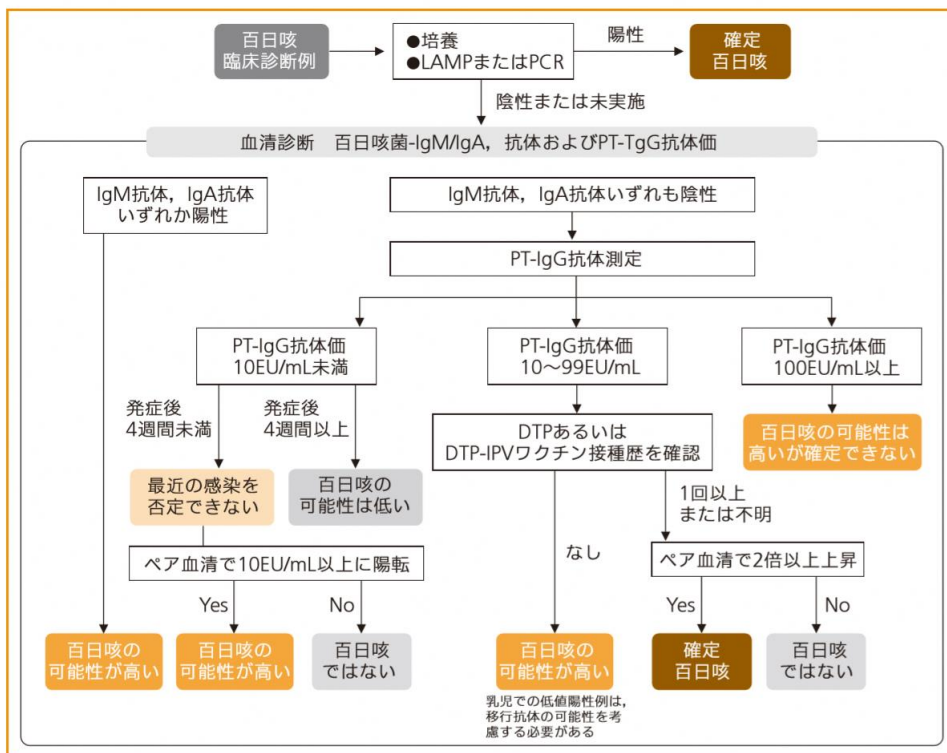 百日咳
臨床診断例
●培養
●LAMPまたはPCR
陽性
確定
百日咳
陰性または未実施
血清診断　百日咳菌-IgM/IgA，抗体およびPT-TgG抗体価
IgM抗体，IgA抗体
いずれか陽性
IgM抗体，IgA抗体いずれも陰性
PT-IgG抗体測定
PT-IgG抗体価
10EU/mL未満
PT-IgG抗体価
10～99EU/mL
PT-IgG抗体価
100EU/mL以上
発症後
4週間未満
発症後
4週間以上
DTPあるいは
DTP-IPVワクチン接種歴を確認
百日咳の可能性は
高いが確定できない
最近の感染を
否定できない
百日咳の
可能性は低い
1回以上
または不明
なし
ペア血清で10EU/mL以上に陽転
ペア血清で2倍以上上昇
Yes
No
Yes
No
百日咳の
可能性が高い
百日咳の
可能性が高い
百日咳
ではない
百日咳の
可能性が高い
確定
百日咳
百日咳
ではない
乳児での低値陽性例は，
移行抗体の可能性を考
慮する必要がある